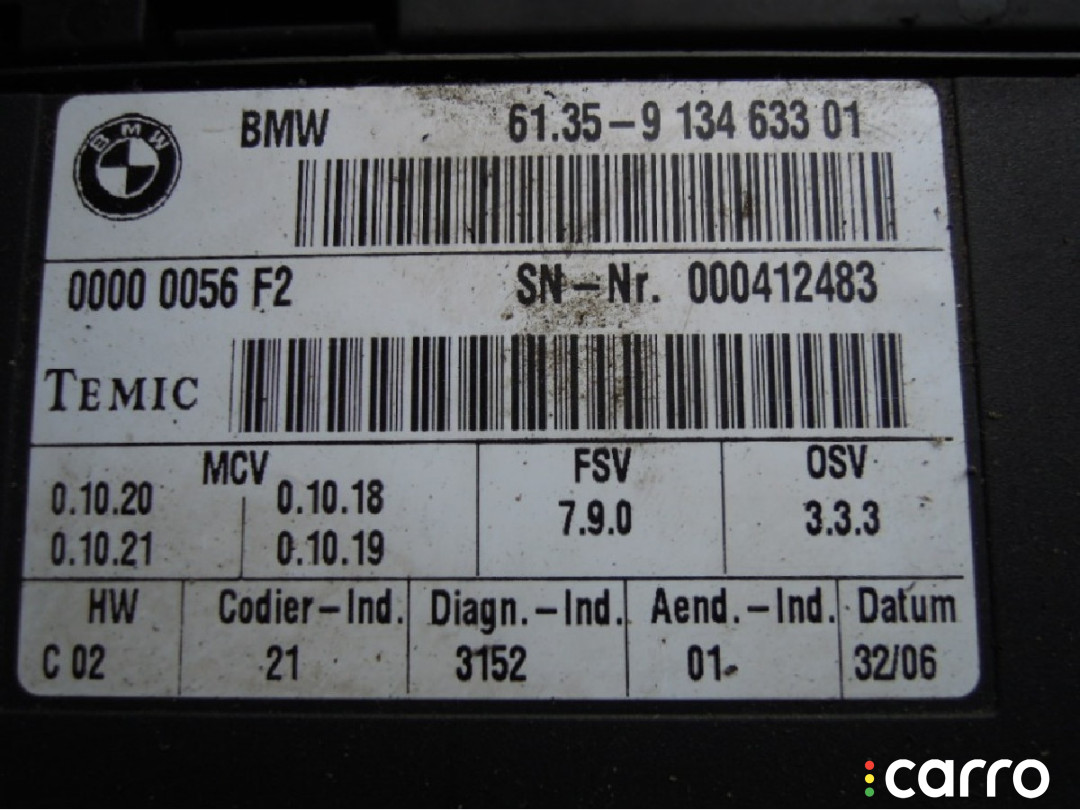 BMW
BMW 61.35-9 134 633 01
0000 0056 F2 SN-Nr. 000412483
TEMIC
MCV FSV OSV
0.10.20 0.10.18 7.9.0 3.3.3
0.10.21 0.10.19
HW Codier-Ind. Diagn.-Ind. Aend.-Ind. Datum
C 02 21 3152 01 32/06
carro